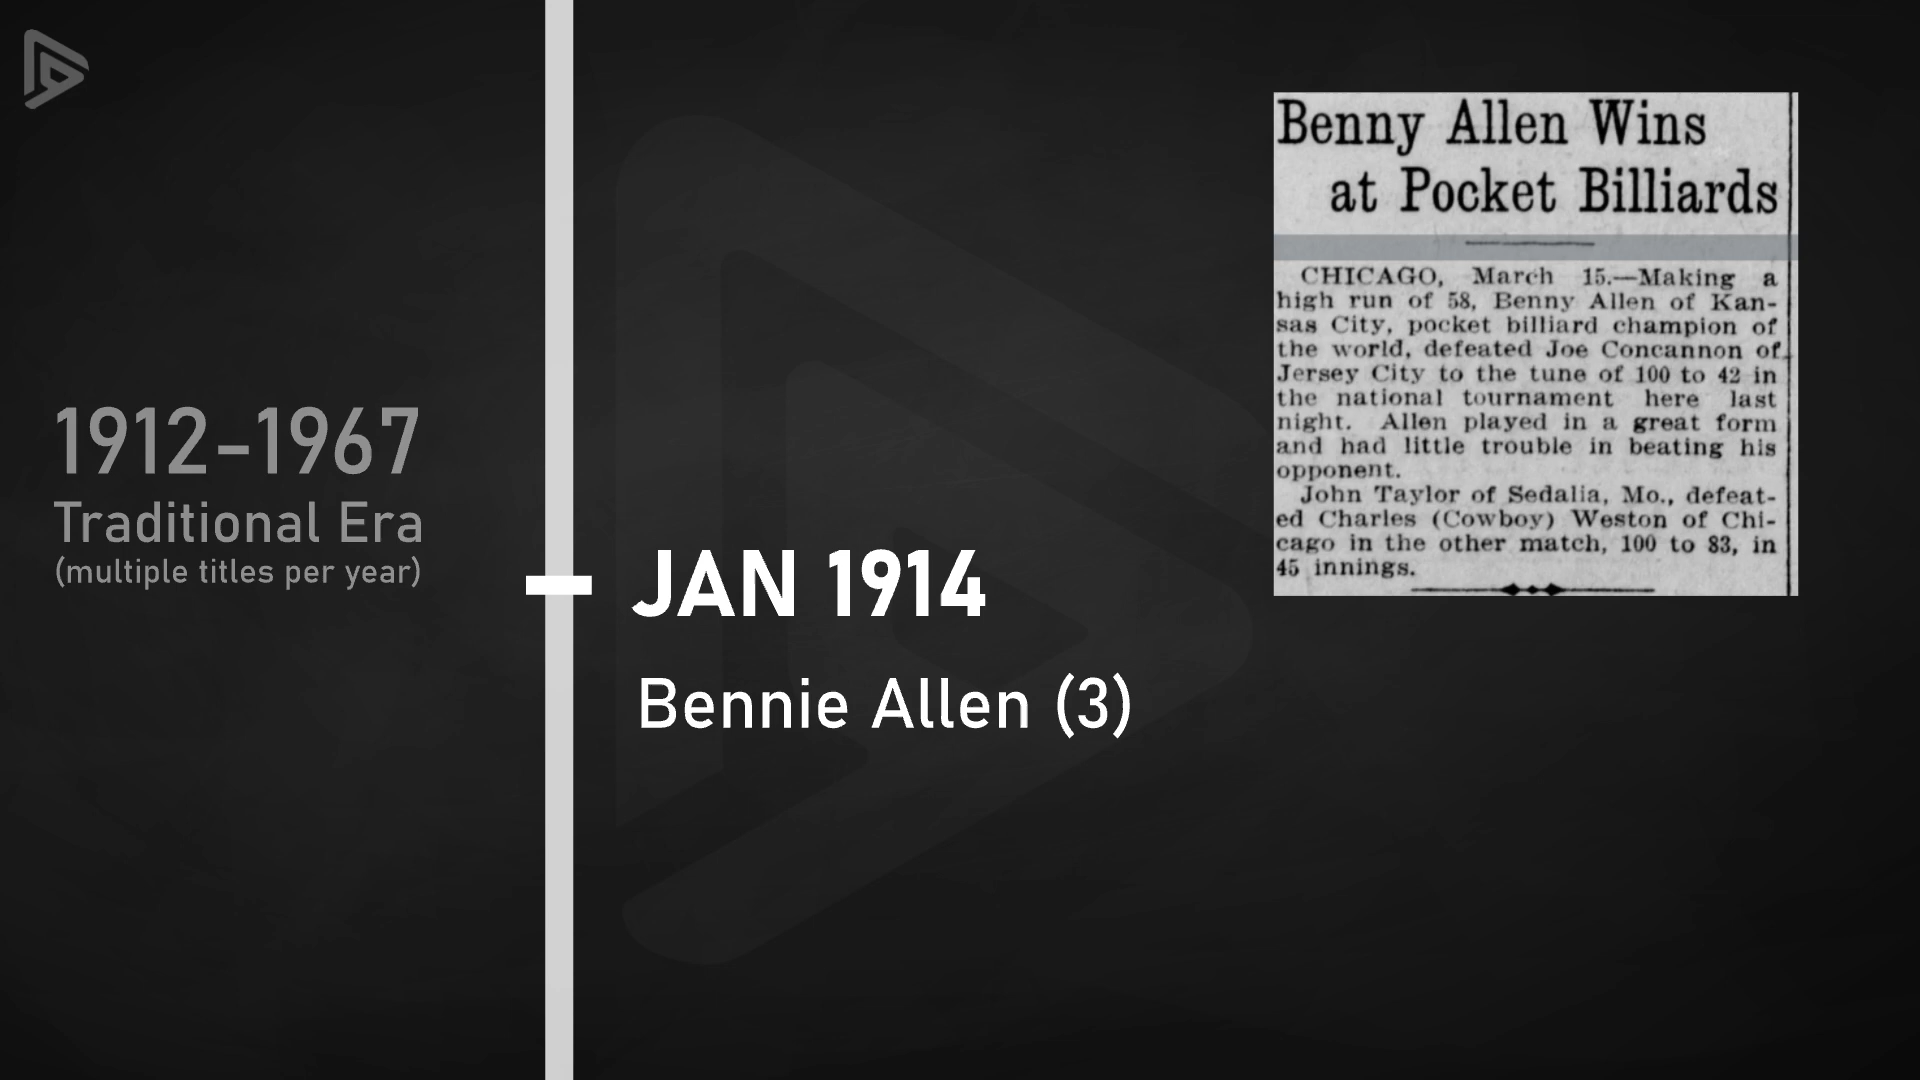 1912-1967
Traditional Era
(multiple titles per year)
JAN 1914
Bennie Allen (3)
Benny Allen Wins
at Pocket Billiards
CHICAGO, March 15.—Making a
high run of 58, Benny Allen of Kan-
sas City, pocket billiard champion of
the world, defeated Joe Concannon of
Jersey City to the tune of 100 to 42 in
the national tournament here last
night. Allen played in a great form
and had little trouble in beating his
opponent.
John Taylor of Sedalia, Mo., defeat-
ed Charles (Cowboy) Weston of Chi-
cago in the other match, 100 to 83, in
45 innings.